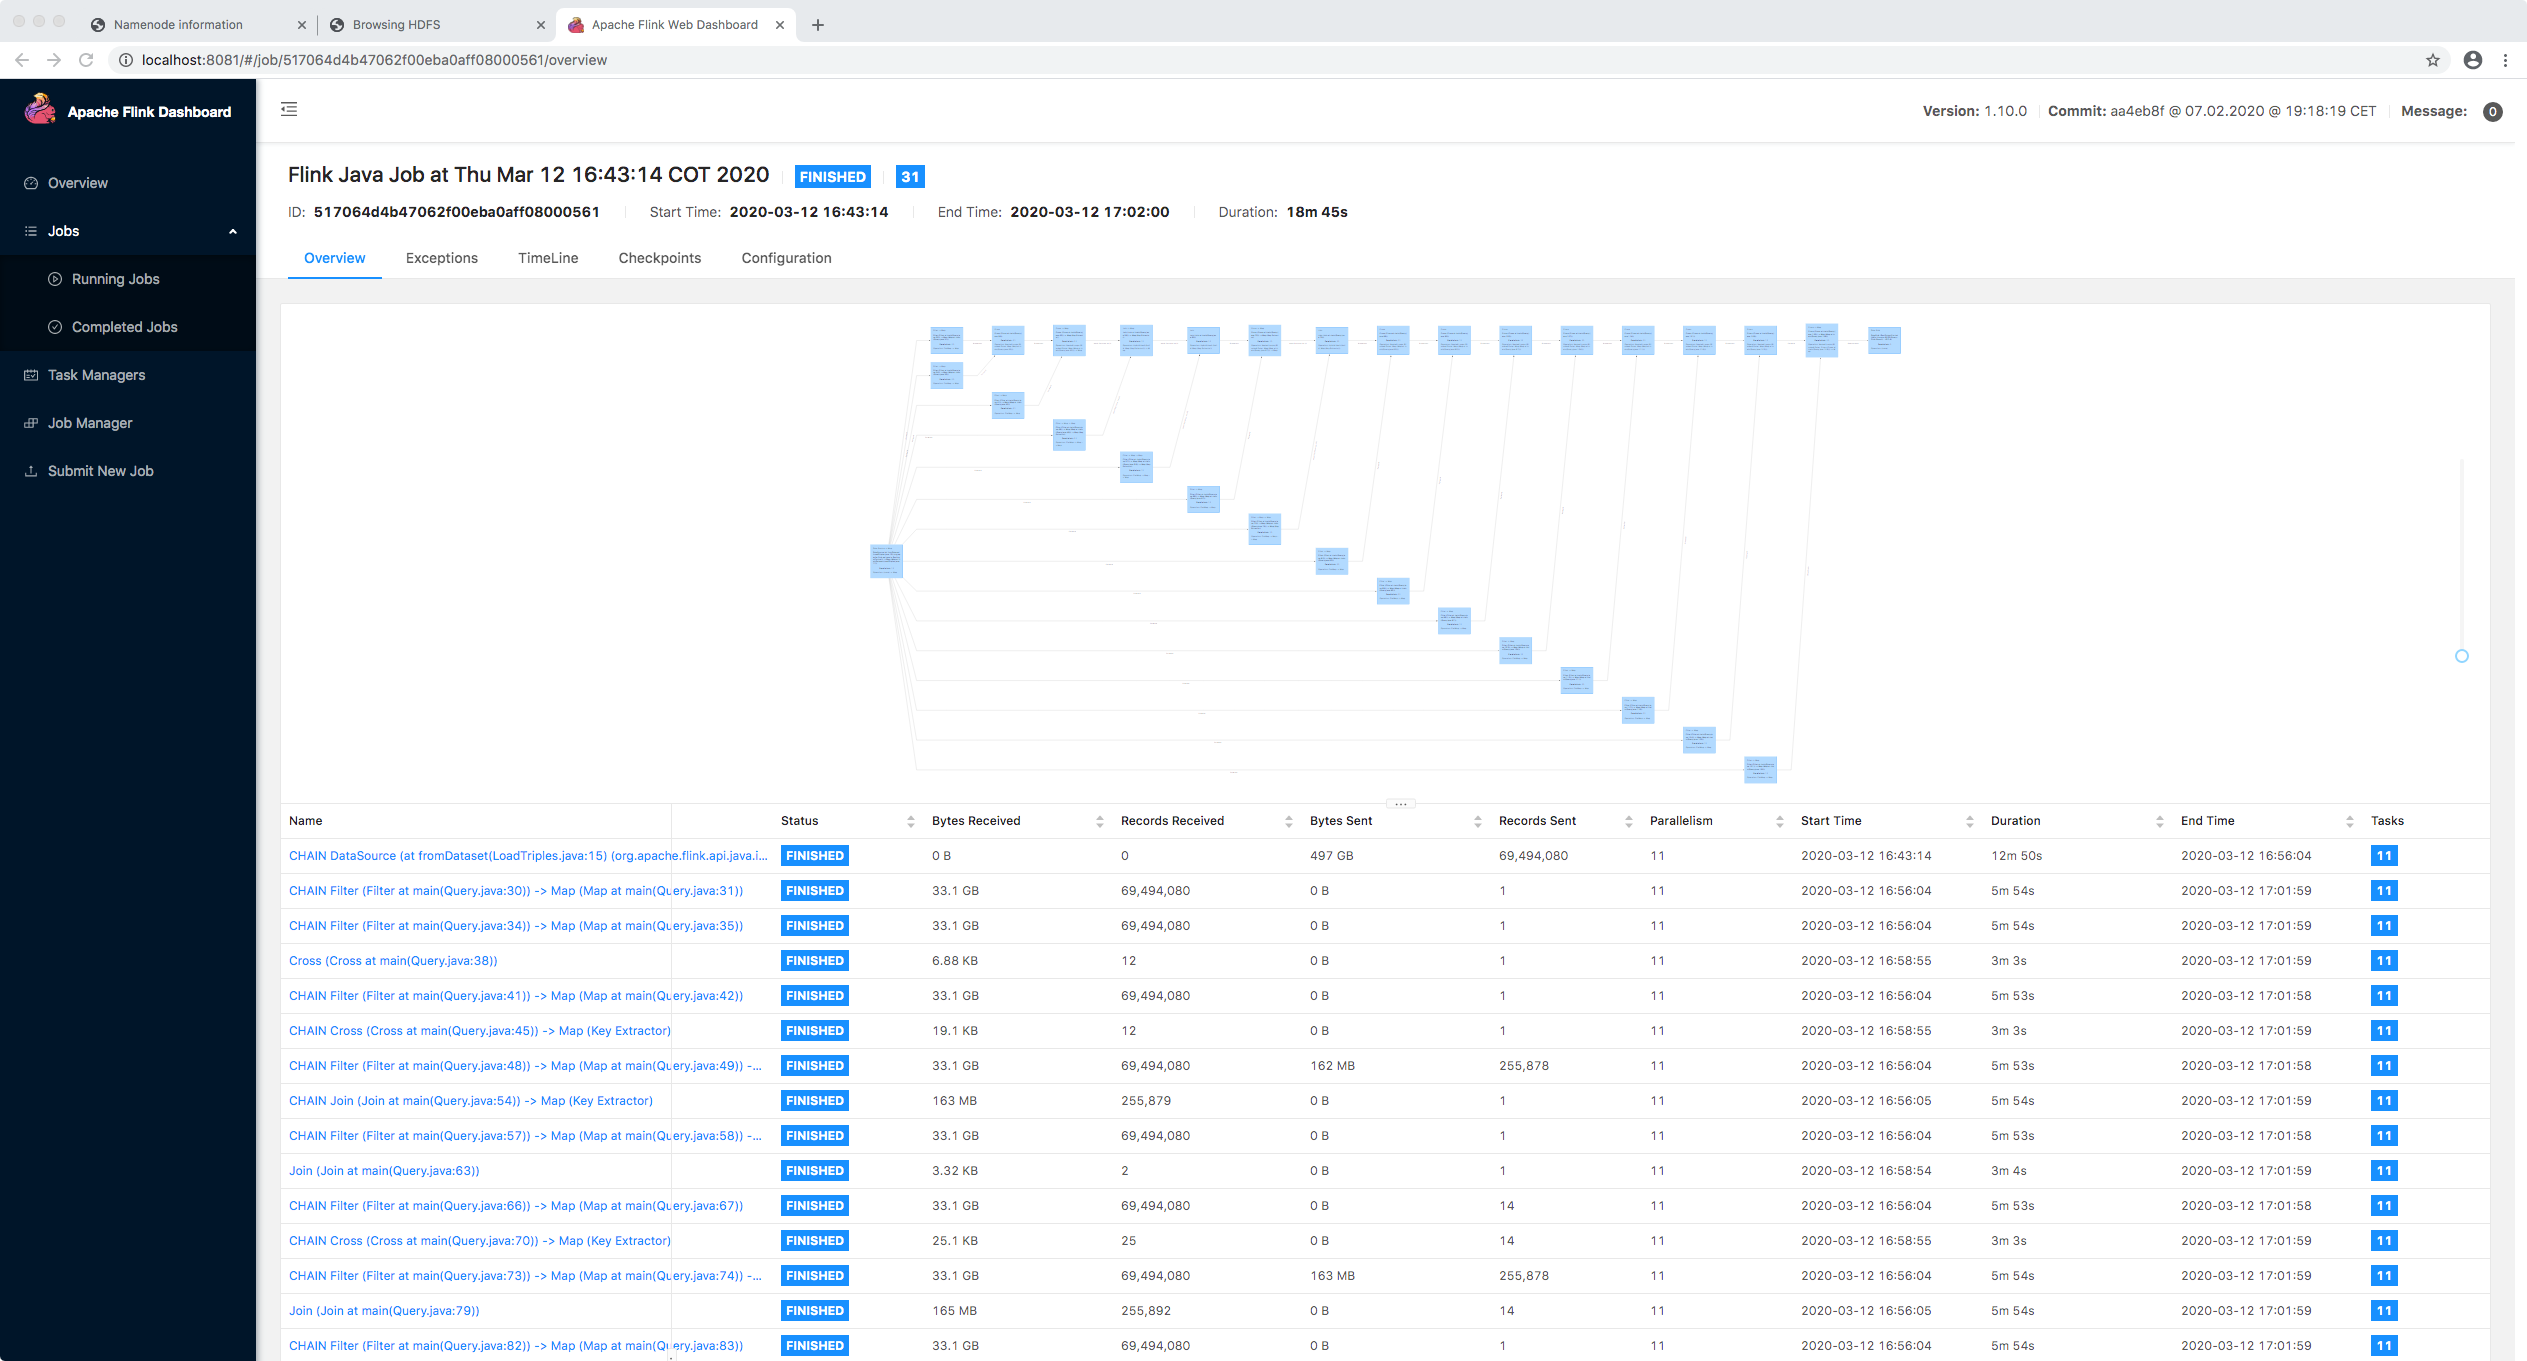 Namenode information
Browsing HDFS
Apache Flink Web Dashboard
localhost:8081/#/job/517064d4b47062f00eba0aff08000561/overview
Apache Flink Dashboard
Version: 1.10.0 Commit: aa4eb8f @ 07.02.2020 @ 19:18:19 CET Message: 0
Overview
Jobs
Running Jobs
Completed Jobs
Task Managers
Job Manager
Submit New Job
Flink Java Job at Thu Mar 12 16:43:14 COT 2020 FINISHED 31
ID: 517064d4b47062f00eba0aff08000561 Start Time: 2020-03-12 16:43:14 End Time: 2020-03-12 17:02:00 Duration: 18m 45s
Overview Exceptions TimeLine Checkpoints Configuration
Name Status Bytes Received Records Received Bytes Sent Records Sent Parallelism Start Time Duration End Time Tasks
CHAIN DataSource (at fromDataset(LoadTriples.java:15) (org.apache.flink.api.java.i... FINISHED 0 B 0 497 GB 69,494,080 11 2020-03-12 16:43:14 12m 50s 2020-03-12 16:56:04 11
CHAIN Filter (Filter at main(Query.java:30)) -> Map (Map at main(Query.java:31)) FINISHED 33.1 GB 69,494,080 0 B 1 11 2020-03-12 16:56:04 5m 54s 2020-03-12 17:01:59 11
CHAIN Filter (Filter at main(Query.java:34)) -> Map (Map at main(Query.java:35)) FINISHED 33.1 GB 69,494,080 0 B 1 11 2020-03-12 16:56:04 5m 54s 2020-03-12 17:01:59 11
Cross (Cross at main(Query.java:38)) FINISHED 6.88 KB 12 0 B 1 11 2020-03-12 16:58:55 3m 3s 2020-03-12 17:01:59 11
CHAIN Filter (Filter at main(Query.java:41)) -> Map (Map at main(Query.java:42)) FINISHED 33.1 GB 69,494,080 0 B 1 11 2020-03-12 16:56:04 5m 53s 2020-03-12 17:01:58 11
CHAIN Cross (Cross at main(Query.java:45)) -> Map (Key Extractor) FINISHED 19.1 KB 12 0 B 1 11 2020-03-12 16:58:55 3m 3s 2020-03-12 17:01:59 11
CHAIN Filter (Filter at main(Query.java:48)) -> Map (Map at main(Query.java:49)) -... FINISHED 33.1 GB 69,494,080 162 MB 255,878 11 2020-03-12 16:56:04 5m 53s 2020-03-12 17:01:58 11
CHAIN Join (Join at main(Query.java:54)) -> Map (Key Extractor) FINISHED 163 MB 255,879 0 B 1 11 2020-03-12 16:56:05 5m 54s 2020-03-12 17:01:59 11
CHAIN Filter (Filter at main(Query.java:57)) -> Map (Map at main(Query.java:58)) -... FINISHED 33.1 GB 69,494,080 0 B 1 11 2020-03-12 16:56:04 5m 53s 2020-03-12 17:01:58 11
Join (Join at main(Query.java:63)) FINISHED 3.32 KB 2 0 B 1 11 2020-03-12 16:58:54 3m 4s 2020-03-12 17:01:59 11
CHAIN Filter (Filter at main(Query.java:66)) -> Map (Map at main(Query.java:67)) FINISHED 33.1 GB 69,494,080 0 B 14 11 2020-03-12 16:56:04 5m 53s 2020-03-12 17:01:58 11
CHAIN Cross (Cross at main(Query.java:70)) -> Map (Key Extractor) FINISHED 25.1 KB 25 0 B 14 11 2020-03-12 16:58:55 3m 3s 2020-03-12 17:01:59 11
CHAIN Filter (Filter at main(Query.java:73)) -> Map (Map at main(Query.java:74)) -... FINISHED 33.1 GB 69,494,080 163 MB 255,878 11 2020-03-12 16:56:04 5m 54s 2020-03-12 17:01:59 11
Join (Join at main(Query.java:79)) FINISHED 165 MB 255,892 0 B 14 11 2020-03-12 16:56:05 5m 54s 2020-03-12 17:01:59 11
CHAIN Filter (Filter at main(Query.java:82)) -> Map (Map at main(Query.java:83)) FINISHED 33.1 GB 69,494,080 0 B 1 11 2020-03-12 16:56:04 5m 54s 2020-03-12 17:01:59 11